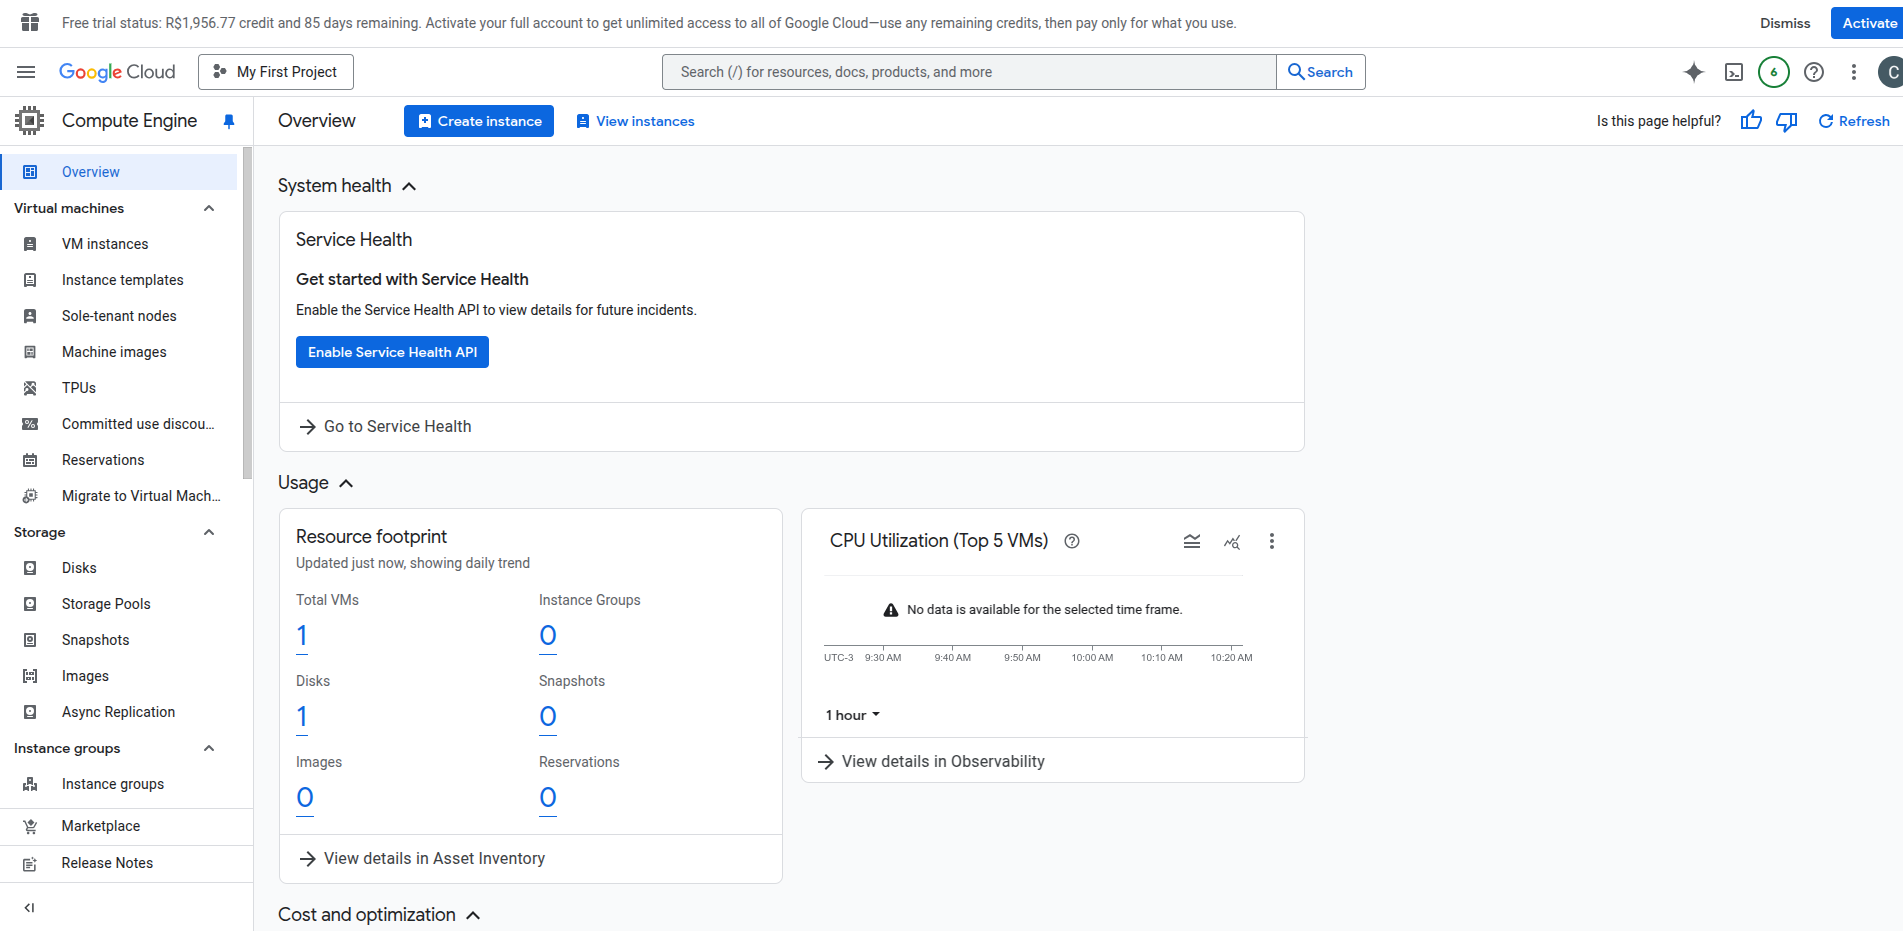 Free trial status: R$1,956.77 credit and 85 days remaining. Activate your full account to get unlimited access to all of Google Cloud—use any remaining credits, then pay only for what you use.
Dismiss
Activate
Google Cloud
My First Project
Search (/) for resources, docs, products, and more
Search
6
C
Compute Engine
Overview
Create instance
View instances
Is this page helpful?
Refresh
Overview
Virtual machines
VM instances
Instance templates
Sole-tenant nodes
Machine images
TPUs
Committed use discou…
Reservations
Migrate to Virtual Mach…
Storage
Disks
Storage Pools
Snapshots
Images
Async Replication
Instance groups
Instance groups
Marketplace
Release Notes
System health
Service Health
Get started with Service Health
Enable the Service Health API to view details for future incidents.
Enable Service Health API
Go to Service Health
Usage
Resource footprint
Updated just now, showing daily trend
Total VMs
1
Instance Groups
0
Disks
1
Snapshots
0
Images
0
Reservations
0
View details in Asset Inventory
CPU Utilization (Top 5 VMs)
No data is available for the selected time frame.
UTC-3 9:30 AM 9:40 AM 9:50 AM 10:00 AM 10:10 AM 10:20 AM
1 hour
View details in Observability
Cost and optimization